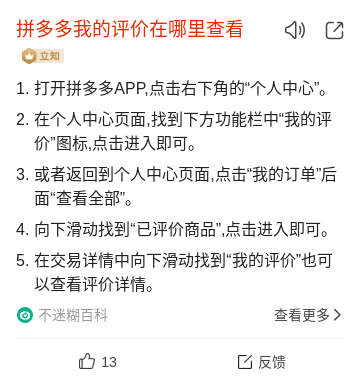 拼多多我的评价在哪里查看
立知
1. 打开拼多多APP,点击右下角的“个人中心”。
2. 在个人中心页面,找到下方功能栏中“我的评
价”图标,点击进入即可。
3. 或者返回到个人中心页面,点击“我的订单”后
面“查看全部”。
4. 向下滑动找到“已评价商品”,点击进入即可。
5. 在交易详情中向下滑动找到“我的评价”也可
以查看评价详情。
不迷糊百科 查看更多
13 反馈